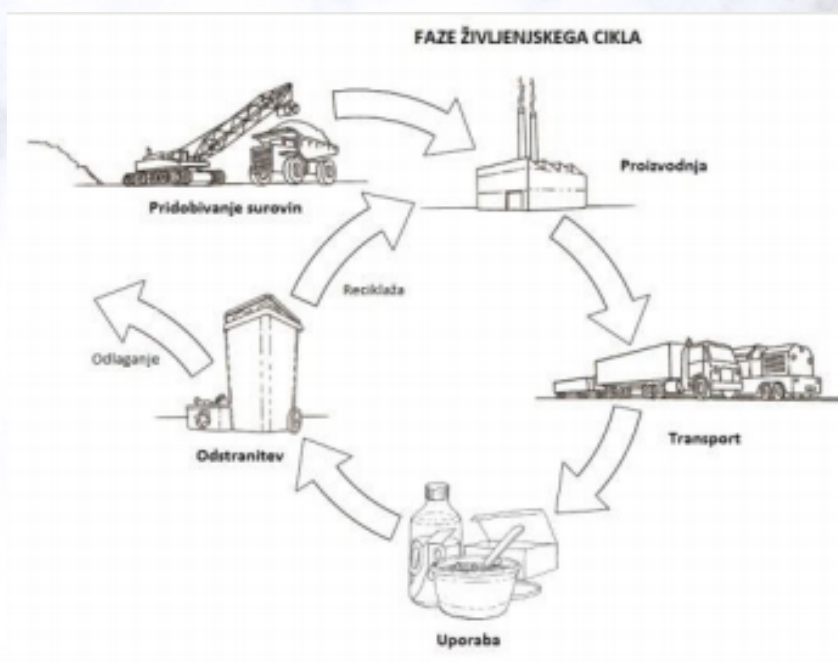 FAZE ŽIVLJENJSKEGA CIKLA
Proizvodnja
Pridobivanje surovin
Reciklaža
Odlaganje
Transport
Odstranitev
Uporaba